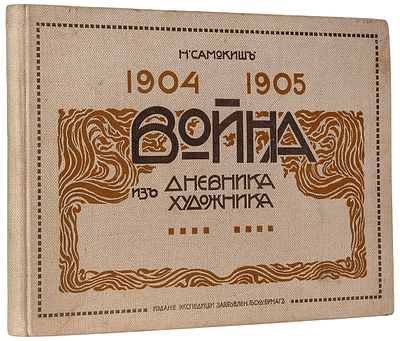 Н·САМОКИШЪ
1904 1905
ВОЙНА
ИЗЪ ДНЕВНИКА
ХУДОЖНИКА
ИЗДАНІЕ ЭКСПЕДИЦІИ ЗАГОТОВЛЕН. ГОСУД. БУМАГЪ